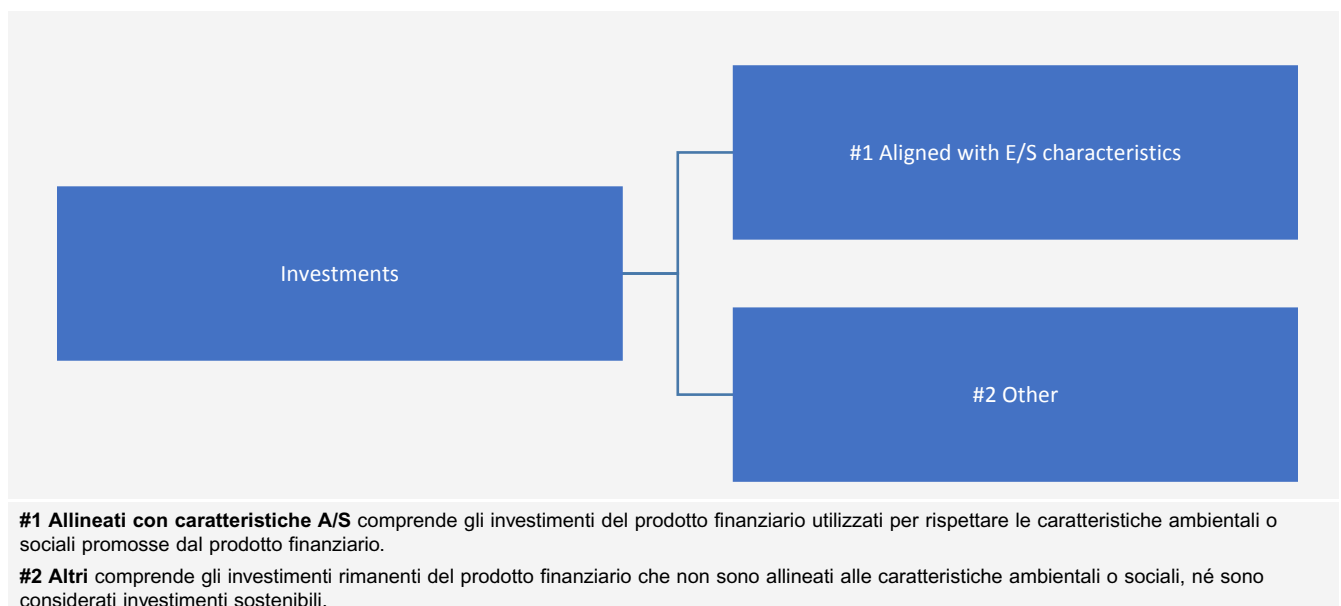 #1 Aligned with E/S characteristics
Investments
#2 Other
#1 Allineati con caratteristiche A/S comprende gli investimenti del prodotto finanziario utilizzati per rispettare le caratteristiche ambientali o
sociali promosse dal prodotto finanziario.
#2 Altri comprende gli investimenti rimanenti del prodotto finanziario che non sono allineati alle caratteristiche ambientali o sociali, né sono
considerati investimenti sostenibili.